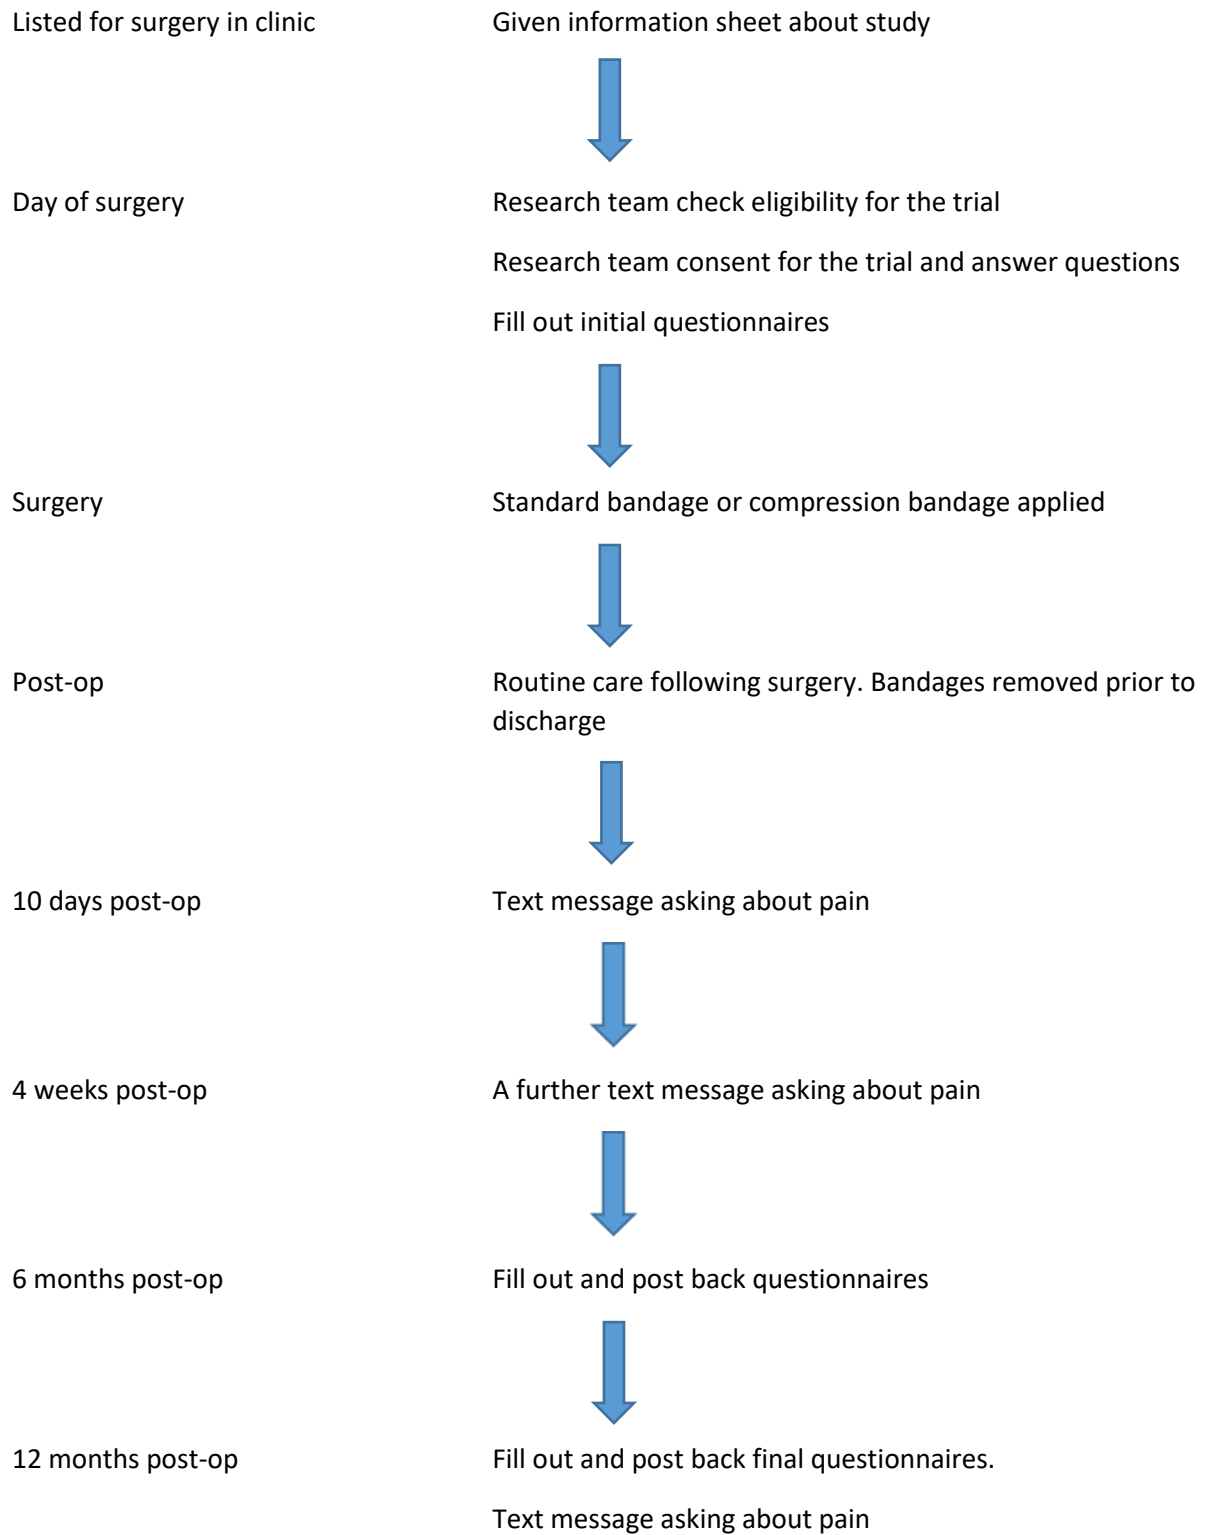 Listed for surgery in clinic Given information sheet about study
Day of surgery Research team check eligibility for the trial
Research team consent for the trial and answer questions
Fill out initial questionnaires
Surgery Standard bandage or compression bandage applied
Post-op Routine care following surgery. Bandages removed prior to
discharge
10 days post-op Text message asking about pain
4 weeks post-op A further text message asking about pain
6 months post-op Fill out and post back questionnaires
12 months post-op Fill out and post back final questionnaires.
Text message asking about pain